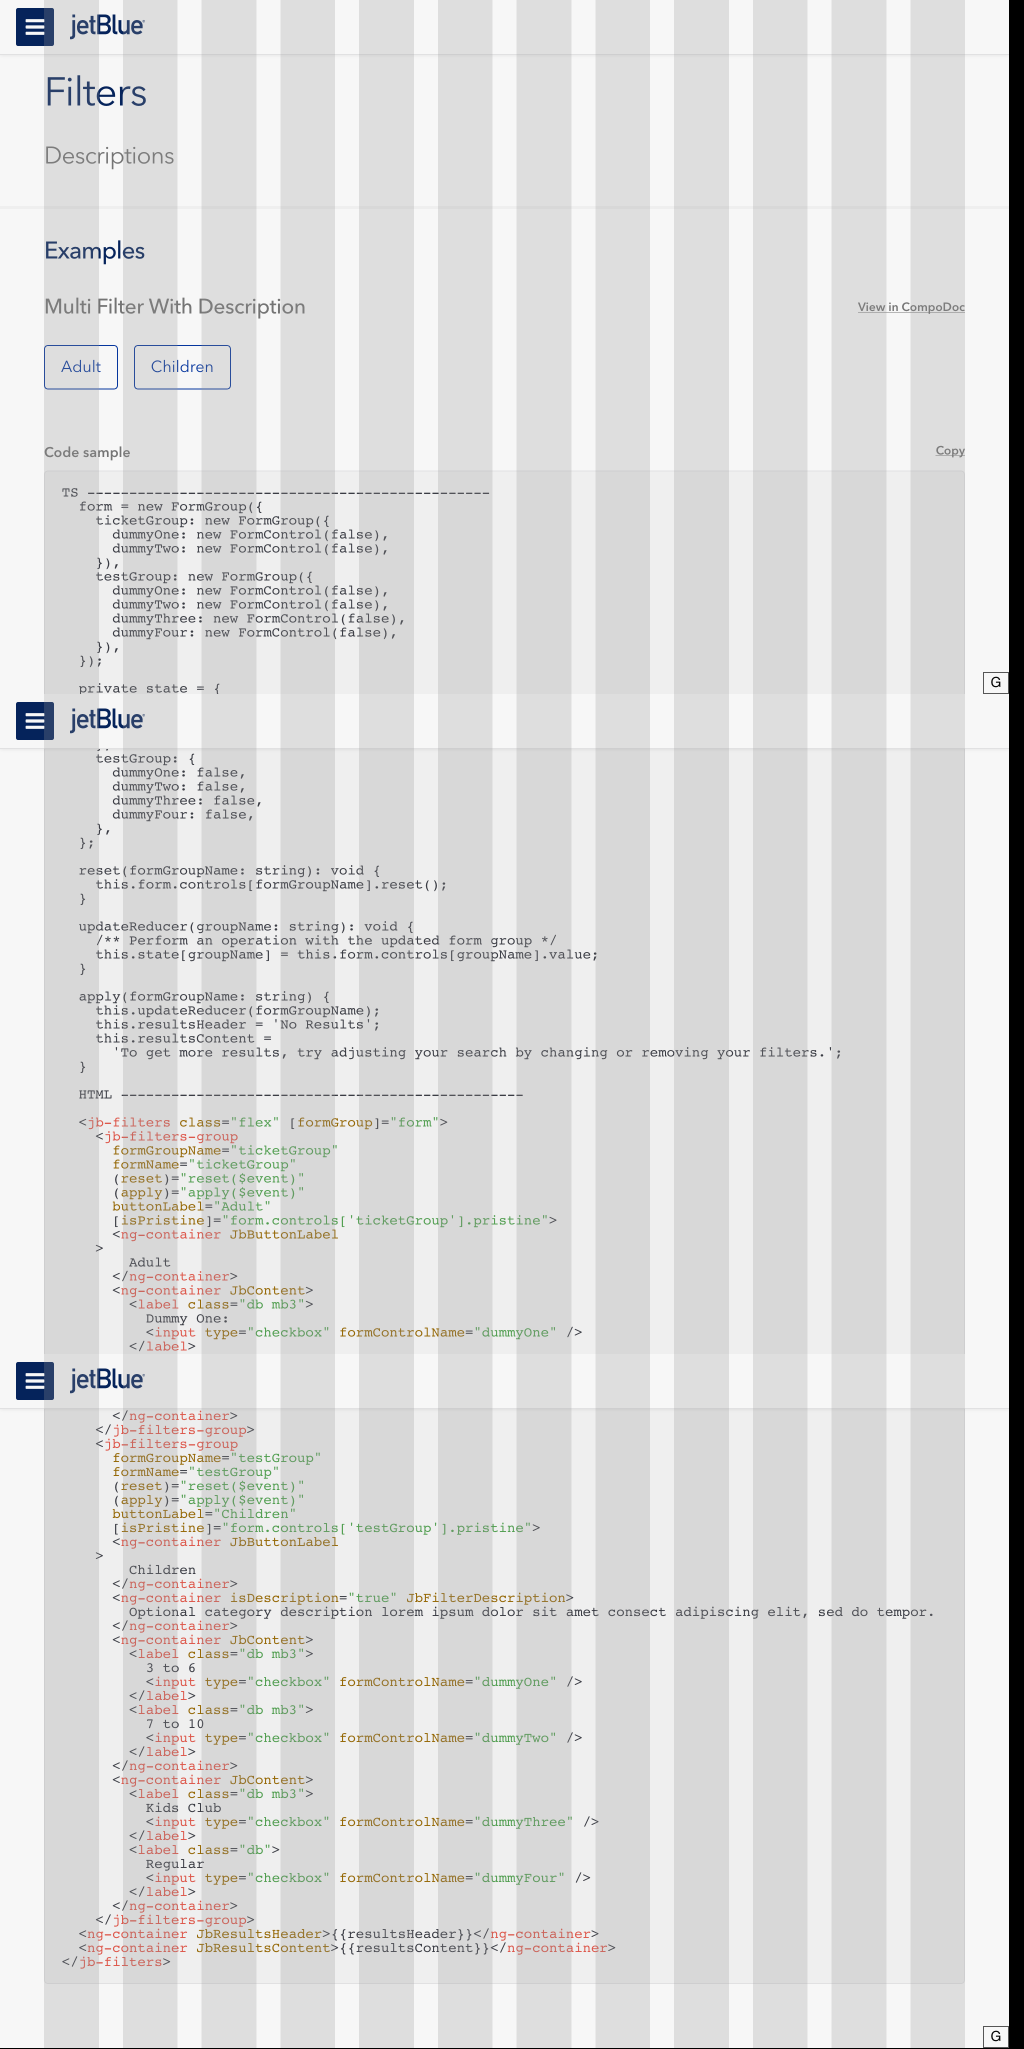 jetBlue
Filters
Descriptions
Examples
Multi Filter With Description
View in CompoDoc
Adult Children
Code sample
Copy
TS ------------------------------------------------
form = new FormGroup({
ticketGroup: new FormGroup({
dummyOne: new FormControl(false),
dummyTwo: new FormControl(false),
}),
testGroup: new FormGroup({
dummyOne: new FormControl(false),
dummyTwo: new FormControl(false),
dummyThree: new FormControl(false),
dummyFour: new FormControl(false),
}),
});
private state = {
G
jetBlue
testGroup: {
dummyOne: false,
dummyTwo: false,
dummyThree: false,
dummyFour: false,
},
};
reset(formGroupName: string): void {
this.form.controls[formGroupName].reset();
}
updateReducer(groupName: string): void {
/** Perform an operation with the updated form group */
this.state[groupName] = this.form.controls[groupName].value;
}
apply(formGroupName: string) {
this.updateReducer(formGroupName);
this.resultsHeader = 'No Results';
this.resultsContent =
'To get more results, try adjusting your search by changing or removing your filters.';
}
HTML ------------------------------------------------
<jb-filters class="flex" [formGroup]="form">
<jb-filters-group
formGroupName="ticketGroup"
formName="ticketGroup"
(reset)="reset($event)"
(apply)="apply($event)"
buttonLabel="Adult"
[isPristine]="form.controls['ticketGroup'].pristine">
<ng-container JbButtonLabel
>
Adult
</ng-container>
<ng-container JbContent>
<label class="db mb3">
Dummy One:
<input type="checkbox" formControlName="dummyOne" />
</label>
jetBlue
</ng-container>
</jb-filters-group>
<jb-filters-group
formGroupName="testGroup"
formName="testGroup"
(reset)="reset($event)"
(apply)="apply($event)"
buttonLabel="Children"
[isPristine]="form.controls['testGroup'].pristine">
<ng-container JbButtonLabel
>
Children
</ng-container>
<ng-container isDescription="true" JbFilterDescription>
Optional category description lorem ipsum dolor sit amet consect adipiscing elit, sed do tempor.
</ng-container>
<ng-container JbContent>
<label class="db mb3">
3 to 6
<input type="checkbox" formControlName="dummyOne" />
</label>
<label class="db mb3">
7 to 10
<input type="checkbox" formControlName="dummyTwo" />
</label>
</ng-container>
<ng-container JbContent>
<label class="db mb3">
Kids Club
<input type="checkbox" formControlName="dummyThree" />
</label>
<label class="db">
Regular
<input type="checkbox" formControlName="dummyFour" />
</label>
</ng-container>
</jb-filters-group>
<ng-container JbResultsHeader>{{resultsHeader}}</ng-container>
<ng-container JbResultsContent>{{resultsContent}}</ng-container>
</jb-filters>
G